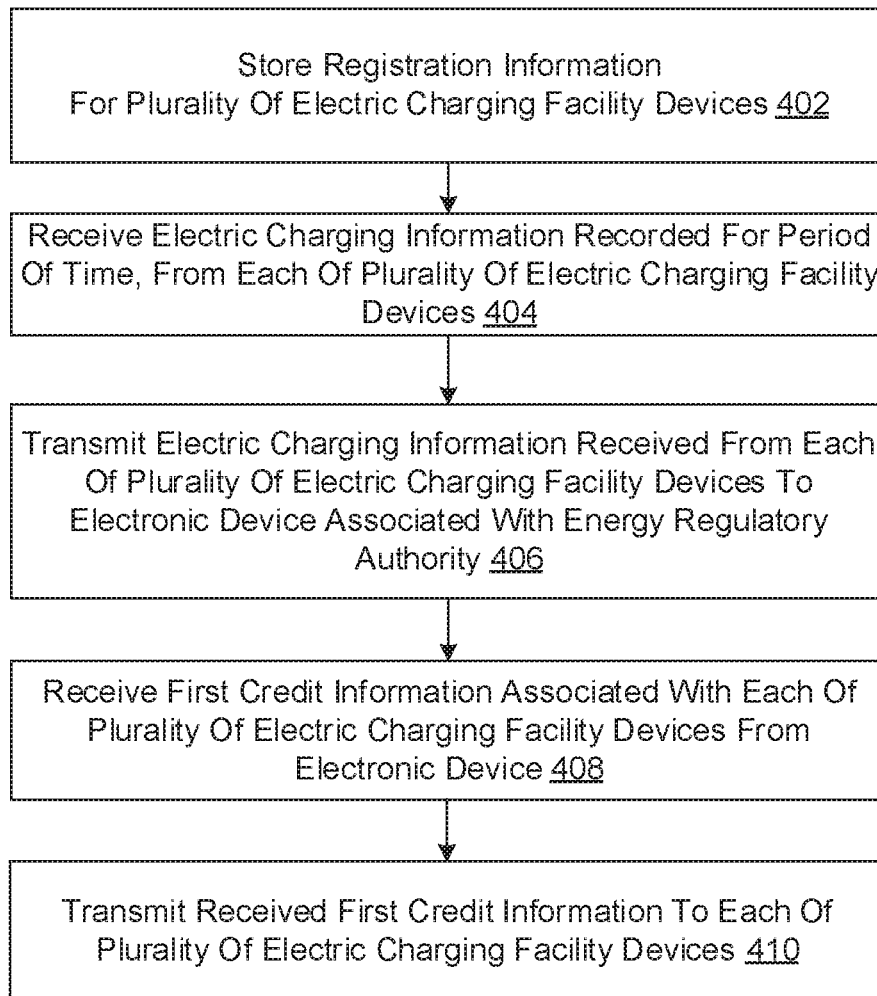 Store Registration Information
For Plurality Of Electric Charging Facility Devices 402
Receive Electric Charging Information Recorded For Period
Of Time, From Each Of Plurality Of Electric Charging Facility
Devices 404
Transmit Electric Charging Information Received From Each
Of Plurality Of Electric Charging Facility Devices To
Electronic Device Associated With Energy Regulatory
Authority 406
Receive First Credit Information Associated With Each Of
Plurality Of Electric Charging Facility Devices From
Electronic Device 408
Transmit Received First Credit Information To Each Of
Plurality Of Electric Charging Facility Devices 410